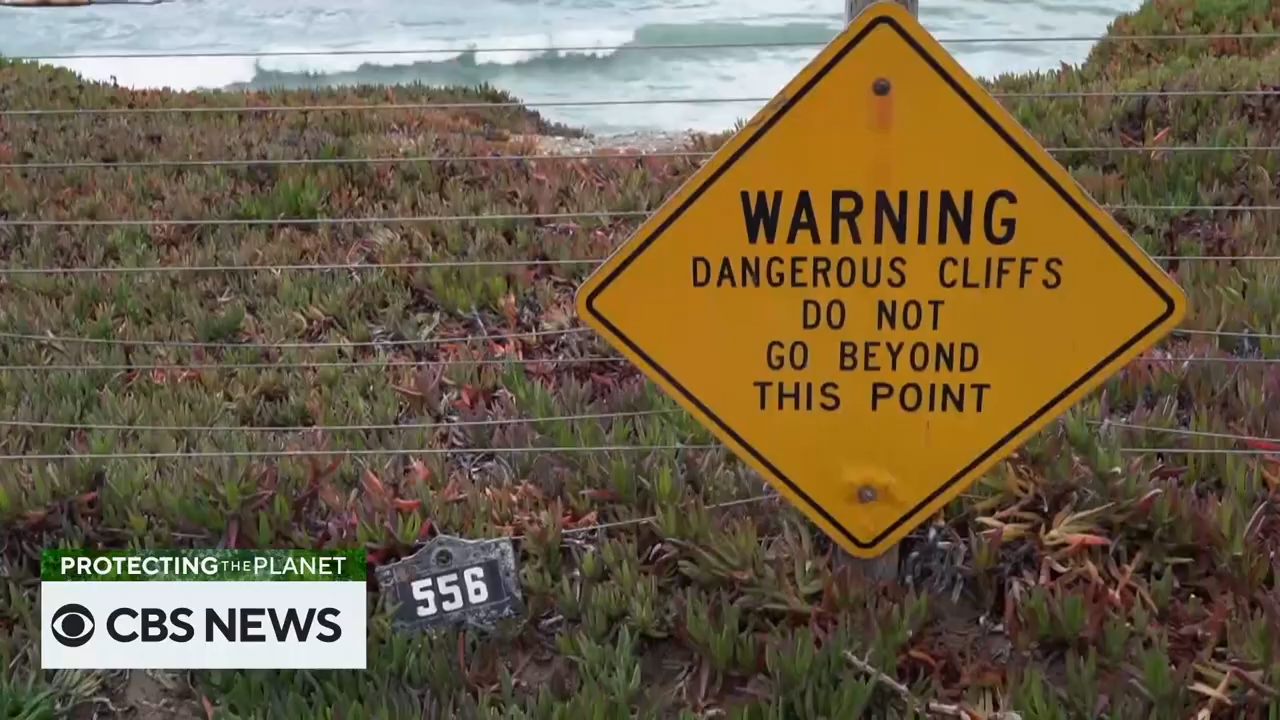 WARNING
DANGEROUS CLIFFS
DO NOT
GO BEYOND
THIS POINT
556
PROTECTING THE PLANET
CBS NEWS